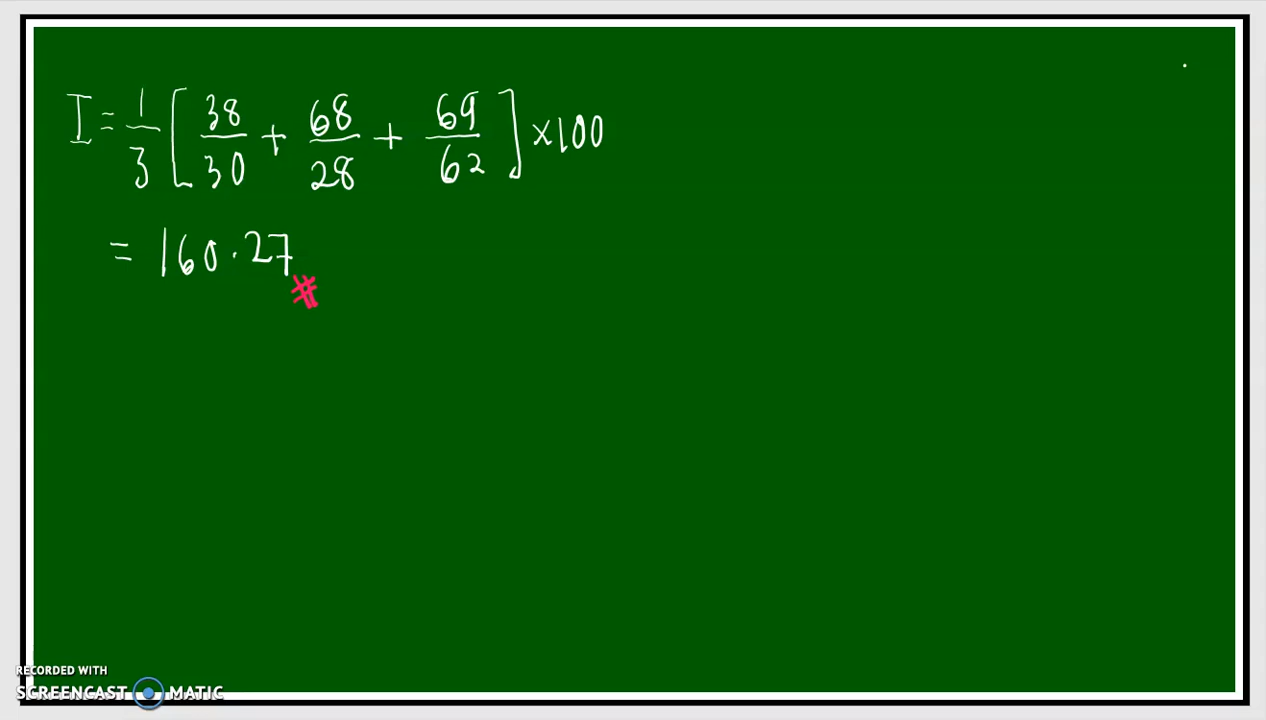 I = 1/3 [ 38/30 + 68/28 + 69/62 ] ×100
= 160.27
#
RECORDED WITH
SCREENCAST MATIC